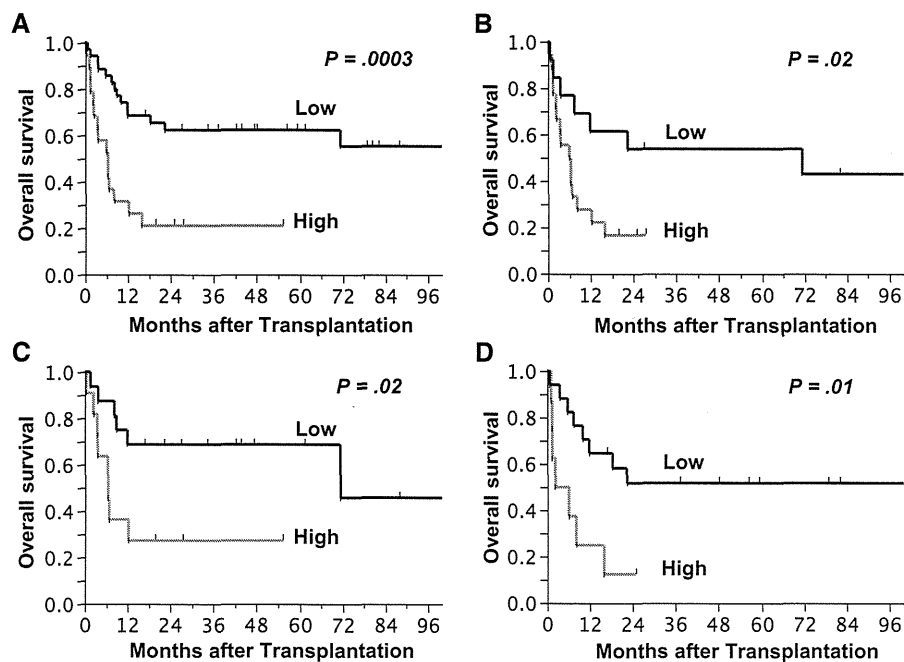 A
1.0
0.8
0.6
0.4
0.2
0.0
Overall survival
P = .0003
Low
High
0 12 24 36 48 60 72 84 96
Months after Transplantation
B
1.0
0.8
0.6
0.4
0.2
0.0
Overall survival
P = .02
Low
High
0 12 24 36 48 60 72 84 96
Months after Transplantation
C
1.0
0.8
0.6
0.4
0.2
0.0
Overall survival
P = .02
Low
High
0 12 24 36 48 60 72 84 96
Months after Transplantation
D
1.0
0.8
0.6
0.4
0.2
0.0
Overall survival
P = .01
Low
High
0 12 24 36 48 60 72 84 96
Months after Transplantation